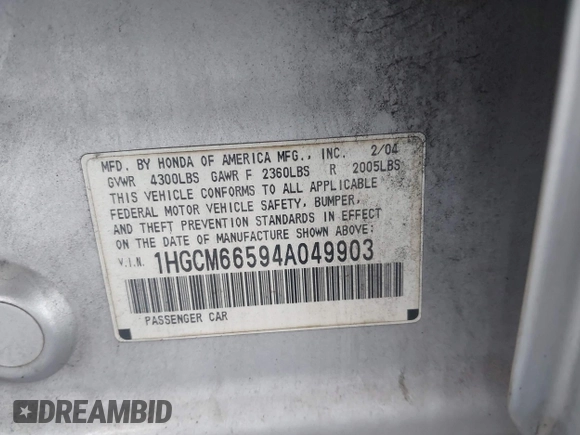 MFD. BY HONDA OF AMERICA MFG., INC. 2/04
GVWR 4300LBS GAWR F 2360LBS R 2005LBS
THIS VEHICLE CONFORMS TO ALL APPLICABLE
FEDERAL MOTOR VEHICLE SAFETY, BUMPER,
AND THEFT PREVENTION STANDARDS IN EFFECT
ON THE DATE OF MANUFACTURE SHOWN ABOVE:
V.I.N. 1HGCM66594A049903
PASSENGER CAR
DREAMBID